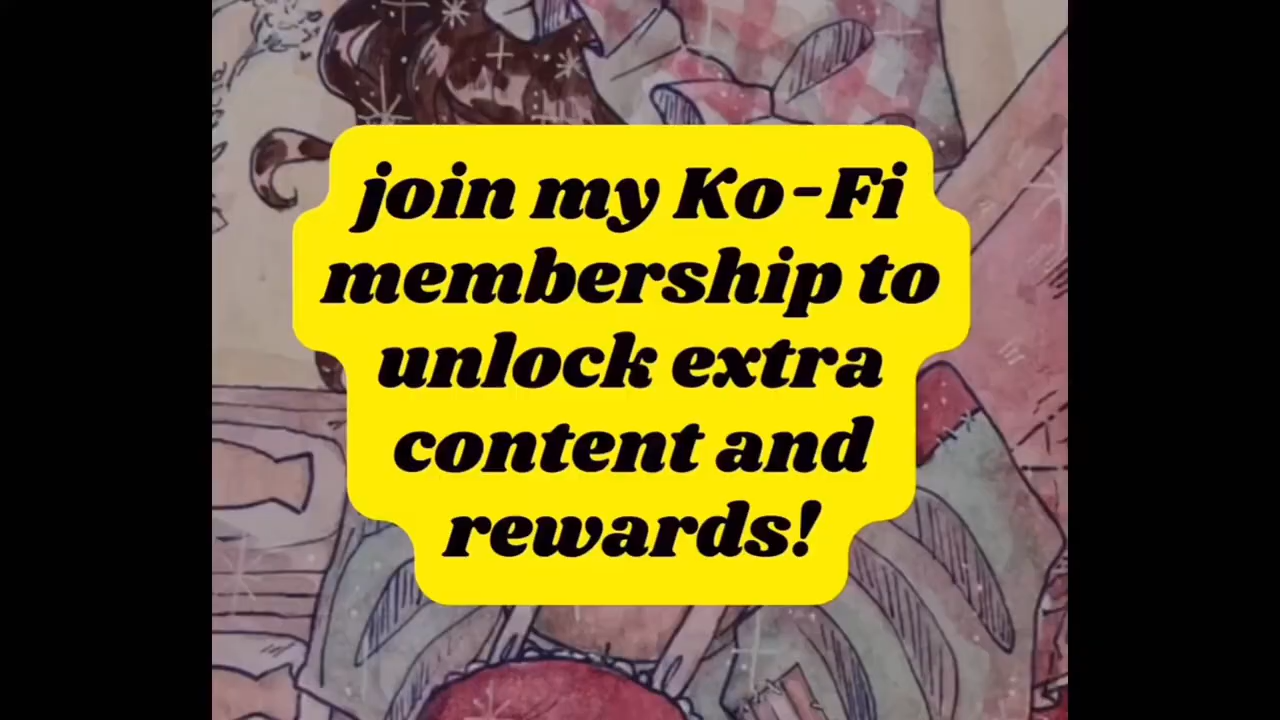 join my Ko-Fi
membership to
unlock extra
content and
rewards!